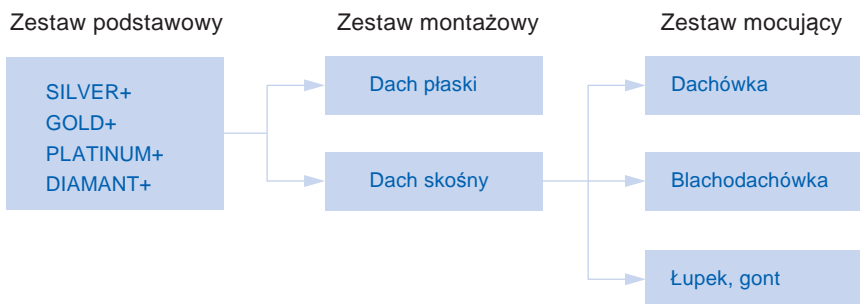 Zestaw podstawowy
Zestaw montażowy
Zestaw mocujący
SILVER+
GOLD+
PLATINUM+
DIAMANT+
Dach płaski
Dach skośny
Dachówka
Blachodachówka
Łupek, gont